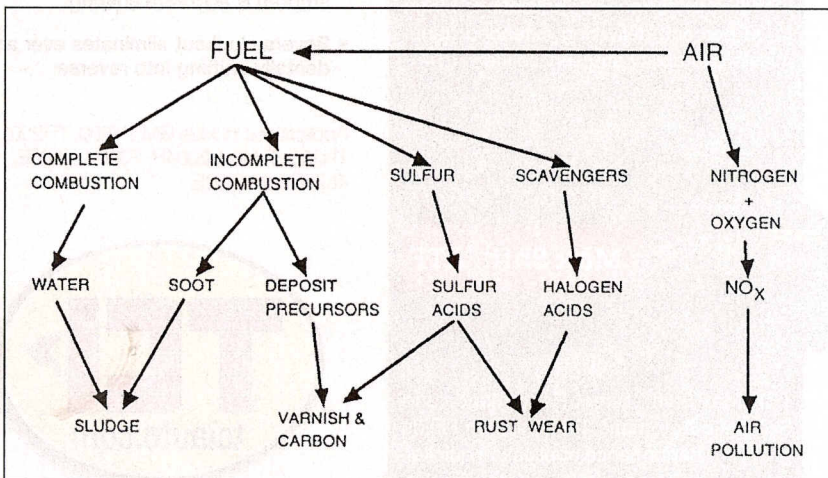 FUEL
AIR
COMPLETE
COMBUSTION
INCOMPLETE
COMBUSTION
SULFUR
SCAVENGERS
NITROGEN
+
OXYGEN
WATER
SOOT
DEPOSIT
PRECURSORS
SULFUR
ACIDS
HALOGEN
ACIDS
NOX
SLUDGE
VARNISH &
CARBON
RUST WEAR
AIR
POLLUTION